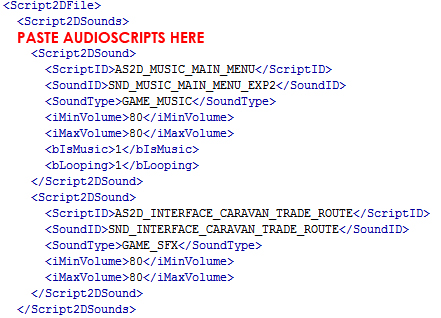 <Script2DFile>
<Script2DSounds>
PASTE AUDIOSCRIPTS HERE
<Script2DSound>
<ScriptID>AS2D_MUSIC_MAIN_MENU</ScriptID>
<SoundID>SND_MUSIC_MAIN_MENU_EXP2</SoundID>
<SoundType>GAME_MUSIC</SoundType>
<iMinVolume>80</iMinVolume>
<iMaxVolume>80</iMaxVolume>
<bIsMusic>1</bIsMusic>
<bLooping>1</bLooping>
</Script2DSound>
<Script2DSound>
<ScriptID>AS2D_INTERFACE_CARAVAN_TRADE_ROUTE</ScriptID>
<SoundID>SND_INTERFACE_CARAVAN_TRADE_ROUTE</SoundID>
<SoundType>GAME_SFX</SoundType>
<iMinVolume>80</iMinVolume>
<iMaxVolume>80</iMaxVolume>
</Script2DSound>
</Script2DSounds>